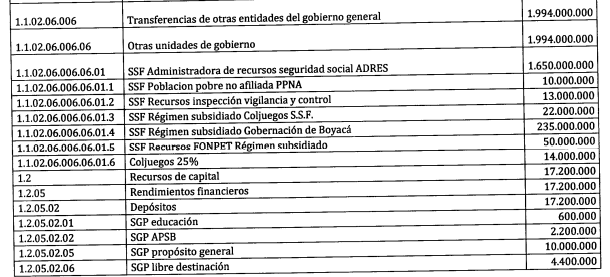 1.1.02.06.006 Transferencias de otras entidades del gobierno general 1.994.000.000
1.1.02.06.006.06 Otras unidades de gobierno 1.994.000.000
1.1.02.06.006.06.01 SSF Administradora de recursos seguridad social ADRES 1.650.000.000
1.1.02.06.006.06.01.1 SSF Poblacion pobre no afiliada PPNA 10.000.000
1.1.02.06.006.06.01.2 SSF Recursos inspección vigilancia y control 13.000.000
1.1.02.06.006.06.01.3 SSF Régimen subsidiado Coljuegos S.S.F. 22.000.000
1.1.02.06.006.06.01.4 SSF Régimen subsidiado Gobernación de Boyacá 235.000.000
1.1.02.06.006.06.01.5 SSF Recursos FONPET Régimen subsidiado 50.000.000
1.1.02.06.006.06.01.6 Coljuegos 25% 14.000.000
1.2 Recursos de capital 17.200.000
1.2.05 Rendimientos financieros 17.200.000
1.2.05.02 Depósitos 17.200.000
1.2.05.02.01 SGP educación 600.000
1.2.05.02.02 SGP APSB 2.200.000
1.2.05.02.05 SGP propósito general 10.000.000
1.2.05.02.06 SGP libre destinación 4.400.000